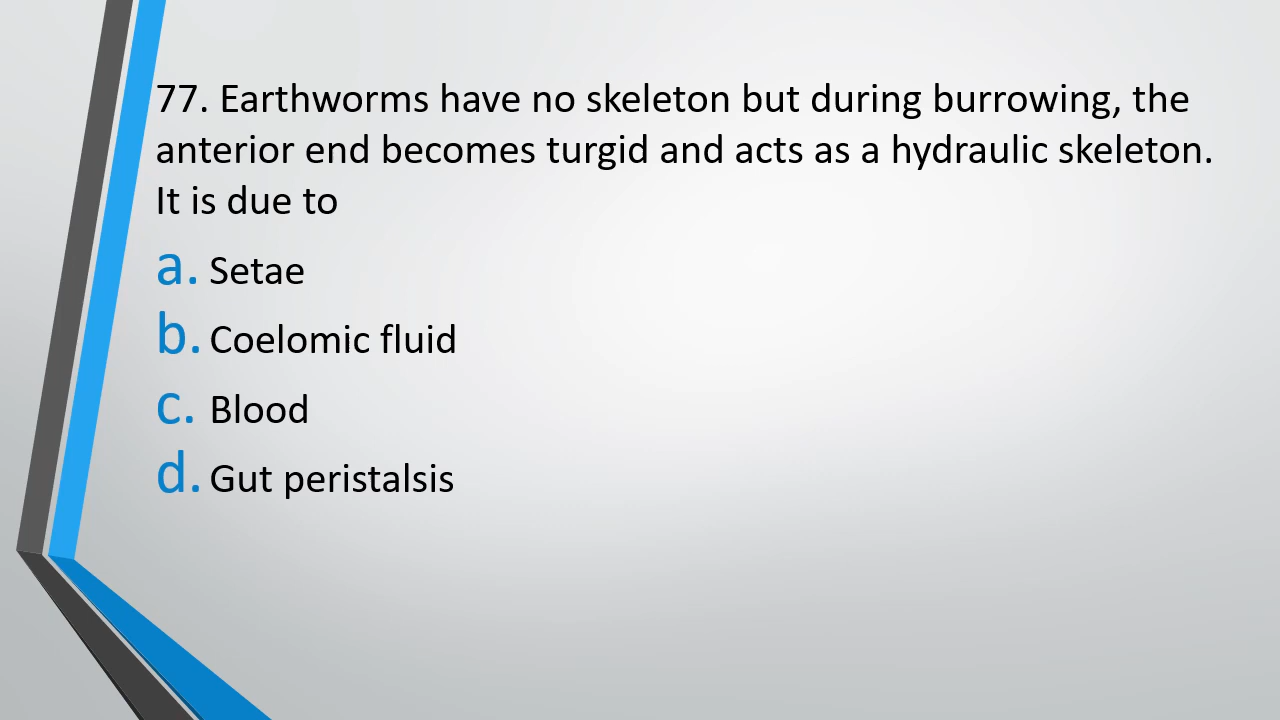 77. Earthworms have no skeleton but during burrowing, the
anterior end becomes turgid and acts as a hydraulic skeleton.
It is due to
a. Setae
b. Coelomic fluid
c. Blood
d. Gut peristalsis